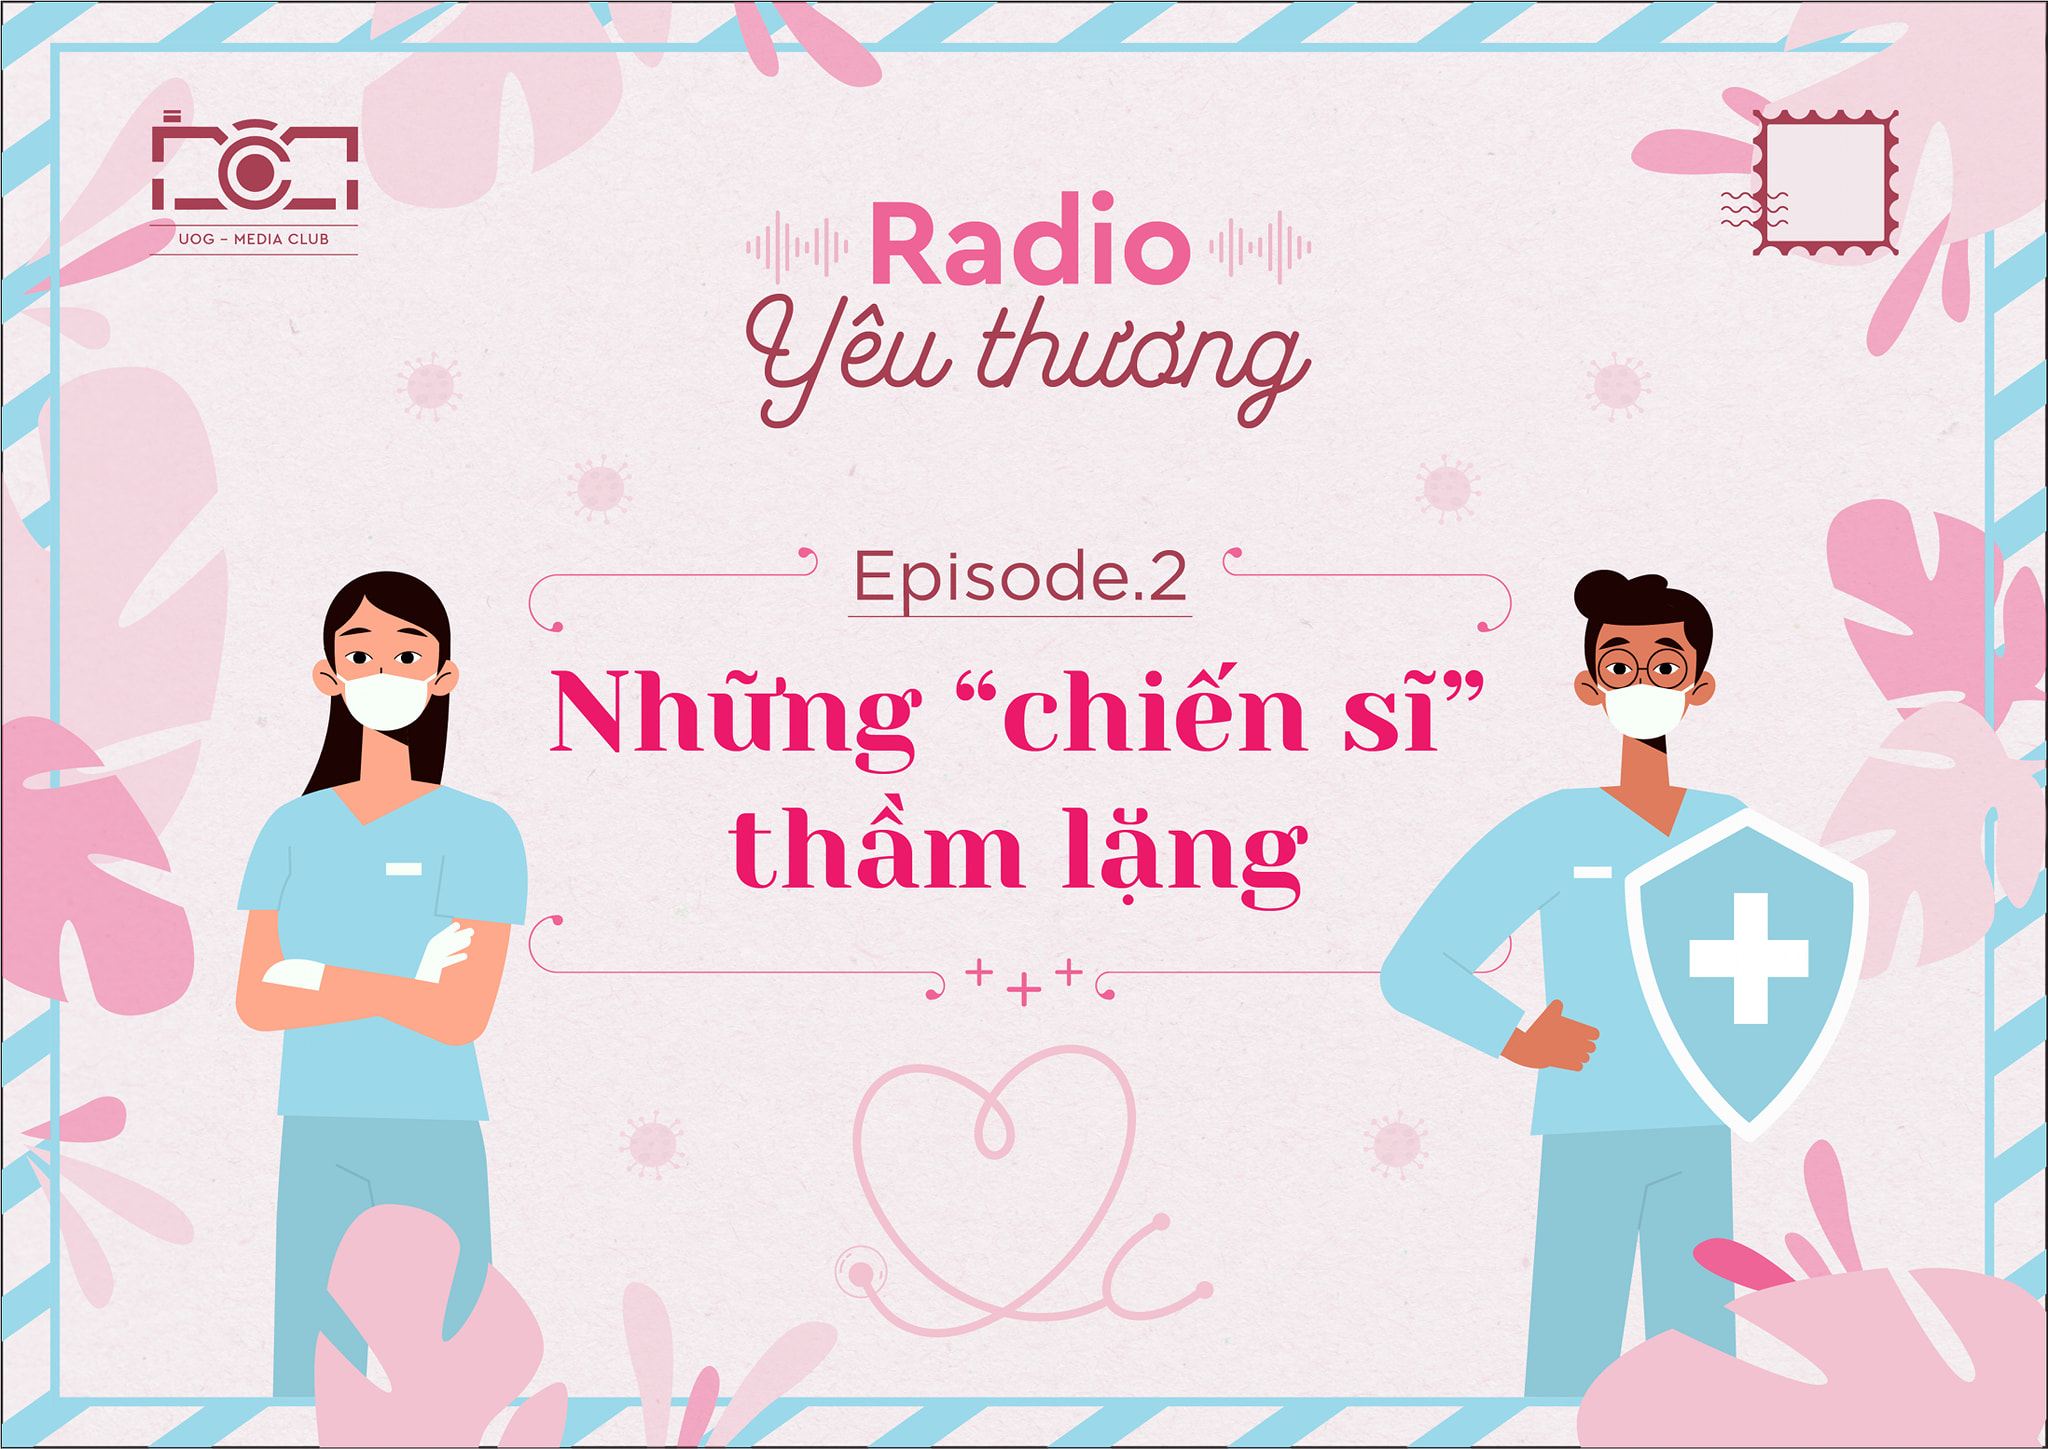 UOG – MEDIA CLUB
Radio
Yêu thương
Episode.2
Những “chiến sĩ”
thầm lặng